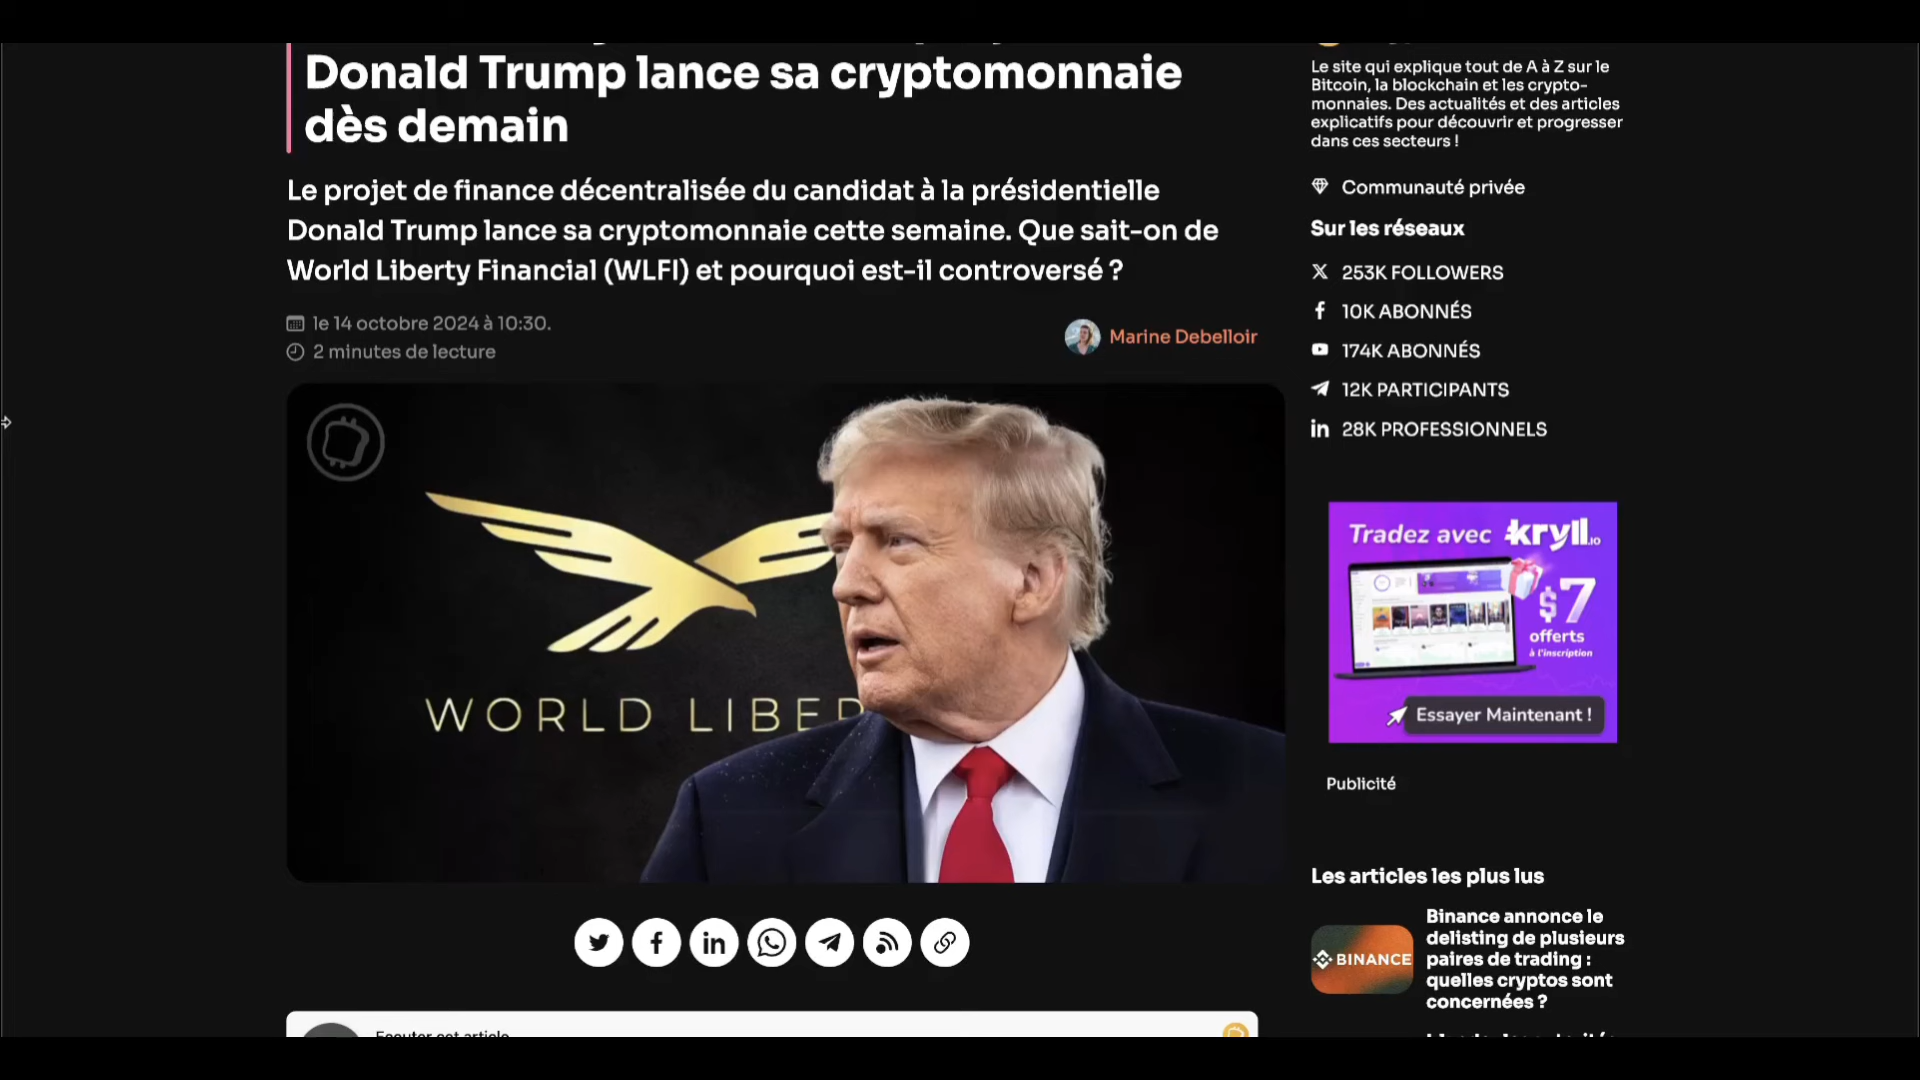 Donald Trump lance sa cryptomonnaie
dès demain
Le projet de finance décentralisée du candidat à la présidentielle
Donald Trump lance sa cryptomonnaie cette semaine. Que sait-on de
World Liberty Financial (WLFI) et pourquoi est-il controversé ?
le 14 octobre 2024 à 10:30.
2 minutes de lecture
Marine Debelloir
WORLD LIBER
Ecouter cet article
Le site qui explique tout de A à Z sur le
Bitcoin, la blockchain et les crypto-
monnaies. Des actualités et des articles
explicatifs pour découvrir et progresser
dans ces secteurs !
Communauté privée
Sur les réseaux
253K FOLLOWERS
10K ABONNÉS
174K ABONNÉS
12K PARTICIPANTS
28K PROFESSIONNELS
Tradez avec kryll.io
$7
offerts
à l'inscription
Essayer Maintenant !
Publicité
Les articles les plus lus
BINANCE
Binance annonce le
delisting de plusieurs
paires de trading :
quelles cryptos sont
concernées ?